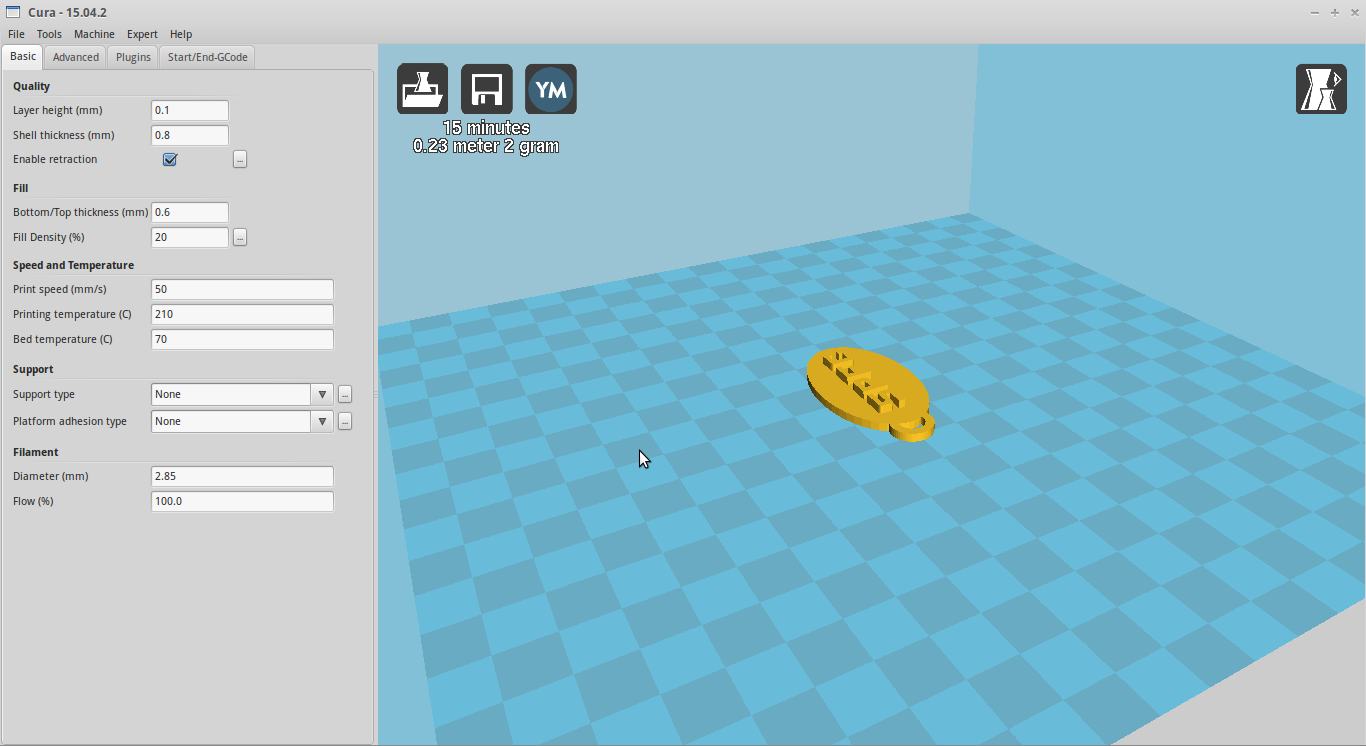 Cura - 15.04.2
File Tools Machine Expert Help
Basic Advanced Plugins Start/End-GCode
Quality
Layer height (mm) 0.1
Shell thickness (mm) 0.8
Enable retraction ...
Fill
Bottom/Top thickness (mm) 0.6
Fill Density (%) 20 ...
Speed and Temperature
Print speed (mm/s) 50
Printing temperature (C) 210
Bed temperature (C) 70
Support
Support type None ...
Platform adhesion type None ...
Filament
Diameter (mm) 2.85
Flow (%) 100.0
YM
15 minutes
0.23 meter 2 gram